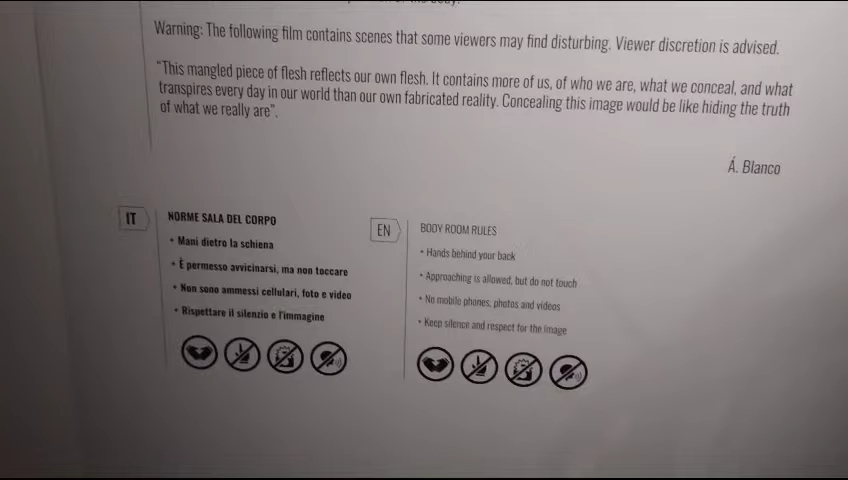 Warning: The following film contains scenes that some viewers may find disturbing. Viewer discretion is advised.
“This mangled piece of flesh reflects our own flesh. It contains more of us, of who we are, what we conceal, and what
transpires every day in our world than our own fabricated reality. Concealing this image would be like hiding the truth
of what we really are”.
Á. Blanco
IT
NORME SALA DEL CORPO
• Mani dietro la schiena
• È permesso avvicinarsi, ma non toccare
• Non sono ammessi cellulari, foto e video
• Rispettare il silenzio e l'immagine
EN
BODY ROOM RULES
• Hands behind your back
• Approaching is allowed, but do not touch
• No mobile phones, photos and videos
• Keep silence and respect for the image